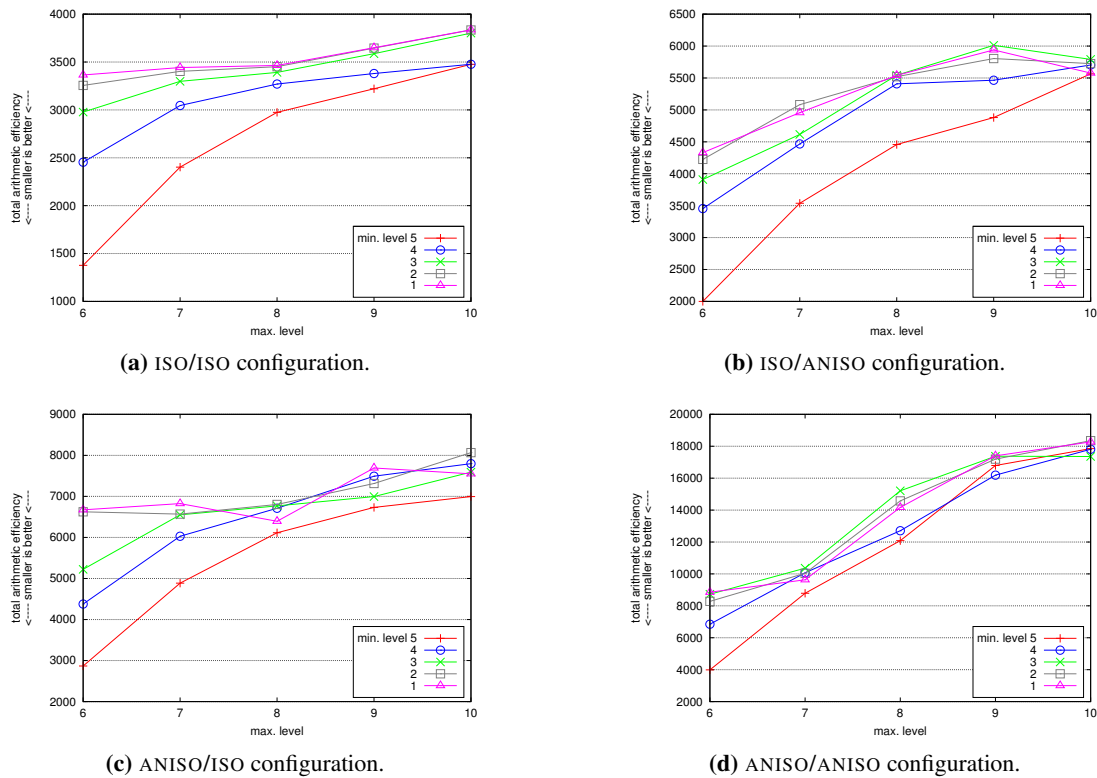 4000
3500
3000
2500
2000
1500
1000
total arithmetic efficiency
<---- smaller is better <----
min. level 5
4
3
2
1
6 7 8 9 10
max. level
(a) ISO/ISO configuration.
6500
6000
5500
5000
4500
4000
3500
3000
2500
2000
total arithmetic efficiency
<---- smaller is better <----
min. level 5
4
3
2
1
6 7 8 9 10
max. level
(b) ISO/ANISO configuration.
9000
8000
7000
6000
5000
4000
3000
2000
total arithmetic efficiency
<---- smaller is better <----
min. level 5
4
3
2
1
6 7 8 9 10
max. level
(c) ANISO/ISO configuration.
20000
18000
16000
14000
12000
10000
8000
6000
4000
2000
total arithmetic efficiency
<---- smaller is better <----
min. level 5
4
3
2
1
6 7 8 9 10
max. level
(d) ANISO/ANISO configuration.